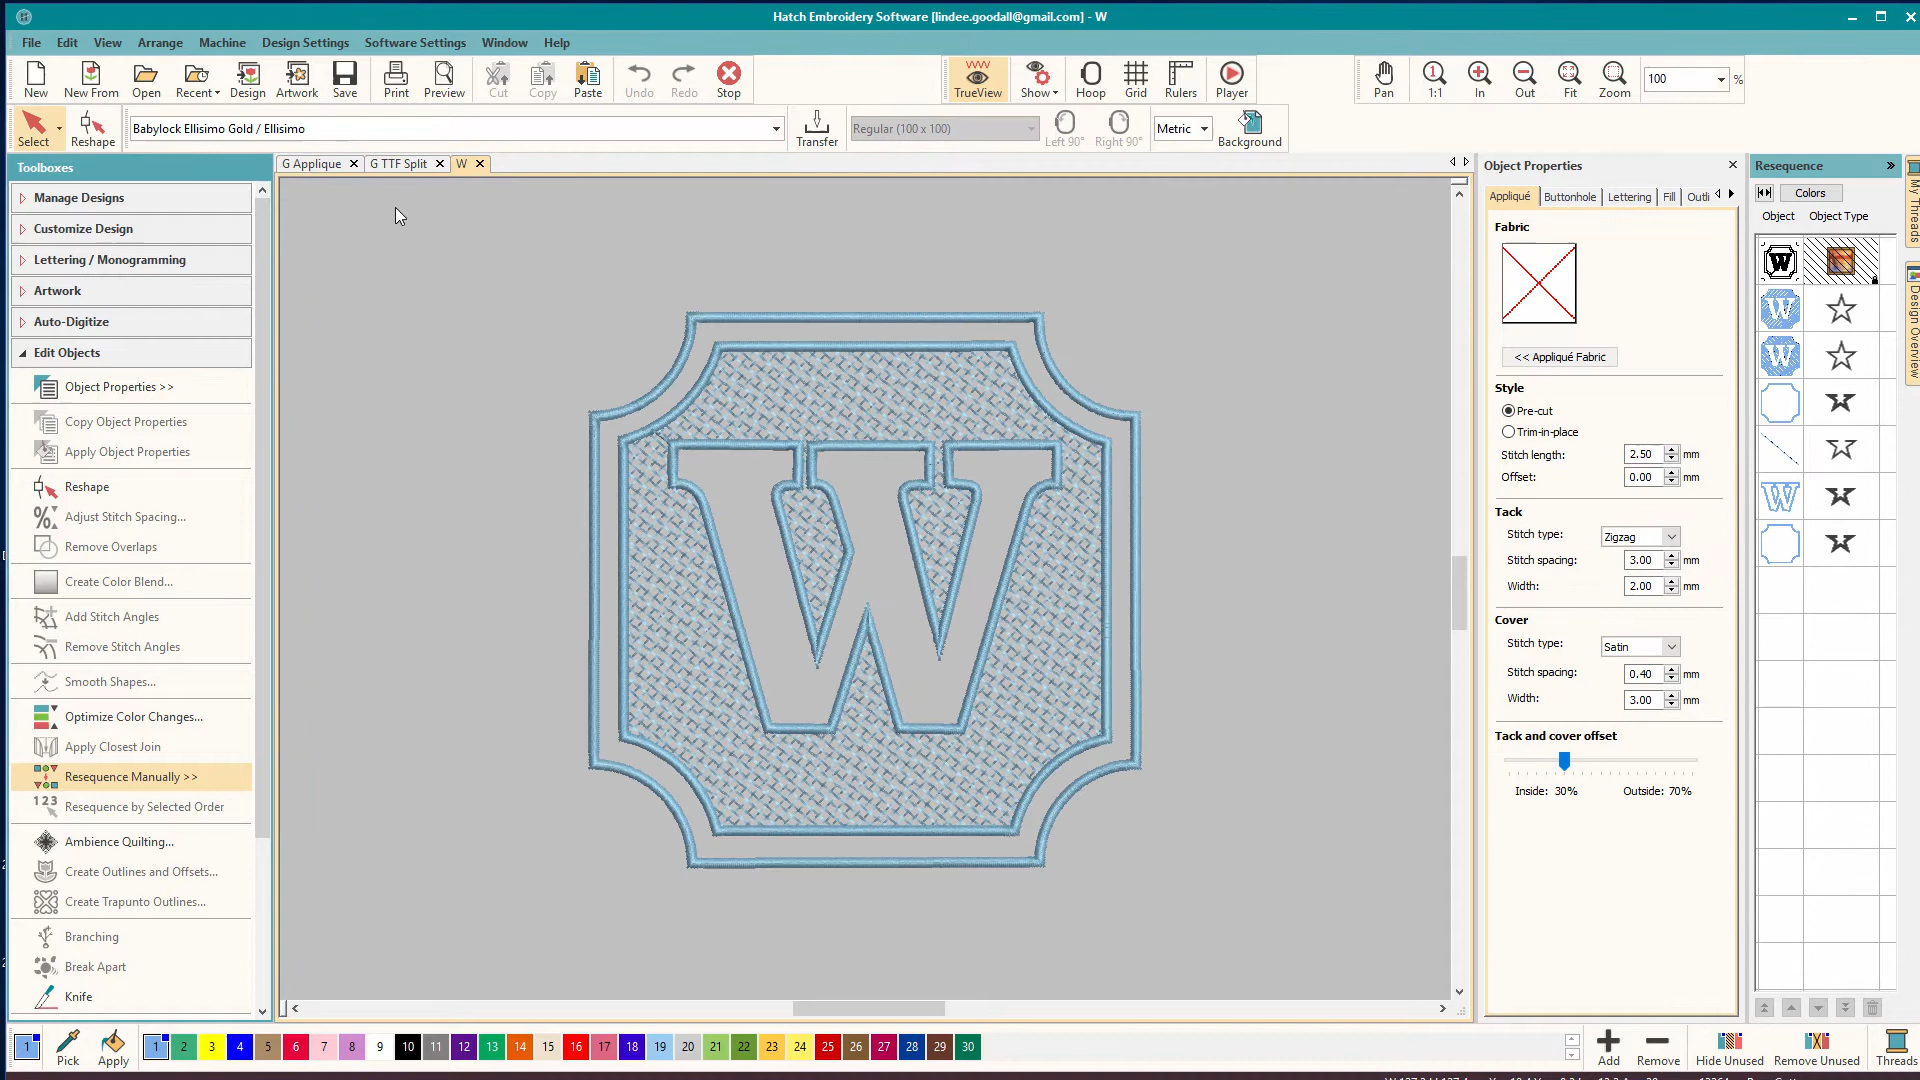 Hatch Embroidery Software [lindee.goodall@gmail.com] - W
File Edit View Arrange Machine Design Settings Software Settings Window Help
New New From Open Recent Design Artwork Save Print Preview Cut Copy Paste Undo Redo Stop TrueView Show Hoop Grid Rulers Player Pan 1:1 In Out Fit Zoom 100 %
Select Reshape Babylock Ellisimo Gold / Ellisimo Transfer Regular (100 x 100) Left 90° Right 90° Metric Background
Toolboxes
G Applique G TTF Split W
Manage Designs
Customize Design
Lettering / Monogramming
Artwork
Auto-Digitize
Edit Objects
Object Properties >>
Copy Object Properties
Apply Object Properties
Reshape
Adjust Stitch Spacing...
Remove Overlaps
Create Color Blend...
Add Stitch Angles
Remove Stitch Angles
Smooth Shapes...
Optimize Color Changes...
Apply Closest Join
Resequence Manually >>
Resequence by Selected Order
Ambience Quilting...
Create Outlines and Offsets...
Create Trapunto Outlines...
Branching
Break Apart
Knife
W
Object Properties
Appliqué Buttonhole Lettering Fill Outli
Fabric
<< Appliqué Fabric
Style
Pre-cut
Trim-in-place
Stitch length: 2.50 mm
Offset: 0.00 mm
Tack
Stitch type: Zigzag
Stitch spacing: 3.00 mm
Width: 2.00 mm
Cover
Stitch type: Satin
Stitch spacing: 0.40 mm
Width: 3.00 mm
Tack and cover offset
Inside: 30% Outside: 70%
Resequence
Colors
Object Object Type
W
W
W
W
My Threads
Design Overview
1 Pick Apply 1 2 3 4 5 6 7 8 9 10 11 12 13 14 15 16 17 18 19 20 21 22 23 24 25 26 27 28 29 30 Add Remove Hide Unused Remove Unused Threads